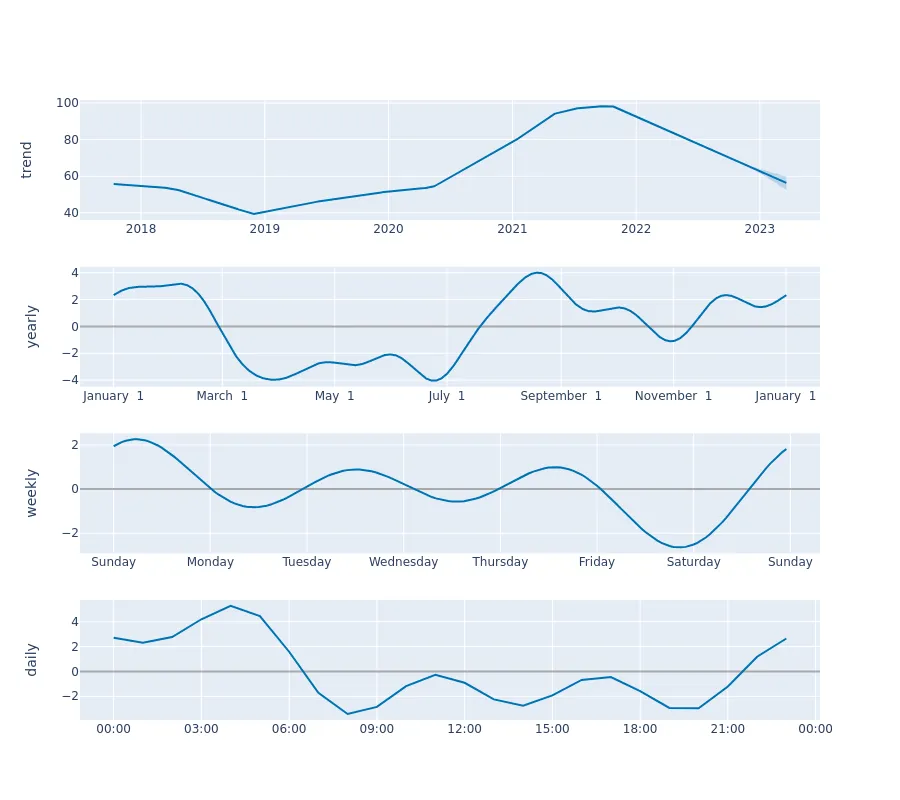 trend
100
80
60
40
2018 2019 2020 2021 2022 2023
yearly
4
2
0
−2
−4
January 1 March 1 May 1 July 1 September 1 November 1 January 1
weekly
2
0
−2
Sunday Monday Tuesday Wednesday Thursday Friday Saturday Sunday
daily
4
2
0
−2
00:00 03:00 06:00 09:00 12:00 15:00 18:00 21:00 00:00